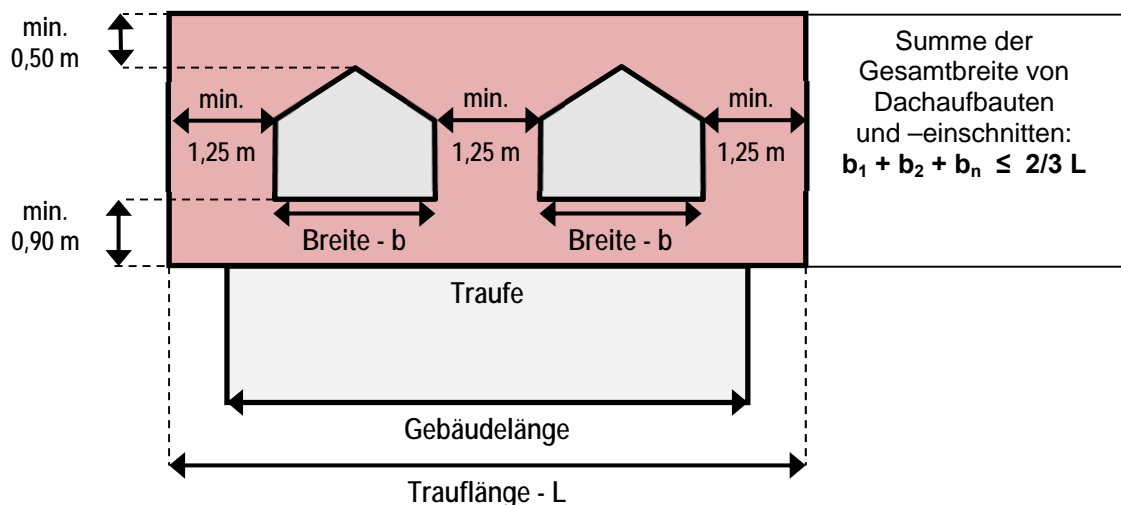 min.
0,50 m
min.
1,25 m
min.
1,25 m
min.
1,25 m
Summe der
Gesamtbreite von
Dachaufbauten
und –einschnitten:
b₁ + b₂ + bₙ ≤ 2/3 L
min.
0,90 m
Breite - b
Breite - b
Traufe
Gebäudelänge
Trauflänge - L